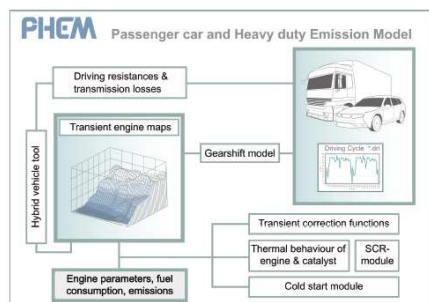 PHEM Passenger car and Heavy duty Emission Model
Driving resistances &
transmission losses
Transient engine maps
Hybrid vehicle tool
Gearshift model
Driving Cycle *.dri
Transient correction functions
Thermal behaviour of
engine & catalyst
SCR-
module
Cold start module
Engine parameters, fuel
consumption, emissions